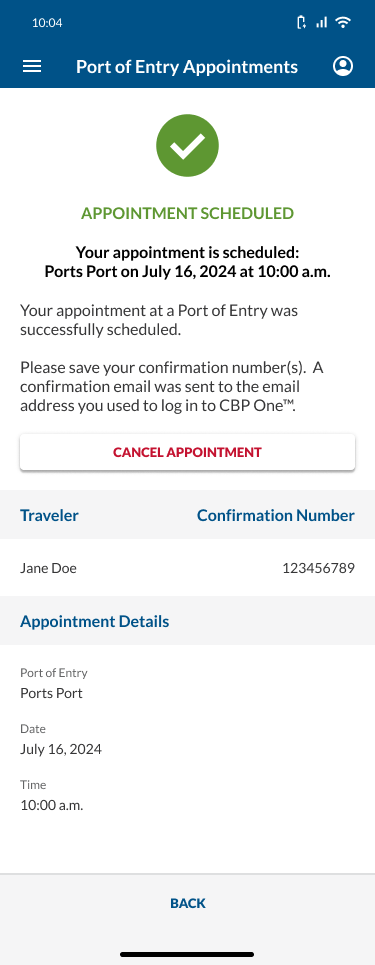 10:04
Port of Entry Appointments
APPOINTMENT SCHEDULED
Your appointment is scheduled:
Ports Port on July 16, 2024 at 10:00 a.m.
Your appointment at a Port of Entry was
successfully scheduled.
Please save your confirmation number(s).  A
confirmation email was sent to the email
address you used to log in to CBP One™.
CANCEL APPOINTMENT
Traveler Confirmation Number
Jane Doe 123456789
Appointment Details
Port of Entry
Ports Port
Date
July 16, 2024
Time
10:00 a.m.
BACK